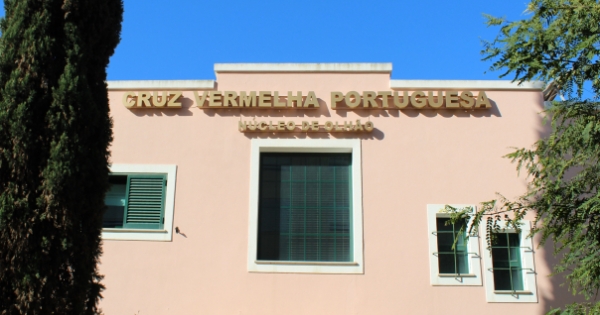 CRUZ VERMELHA PORTUGUESA
NÚCLEO DE OLHÃO